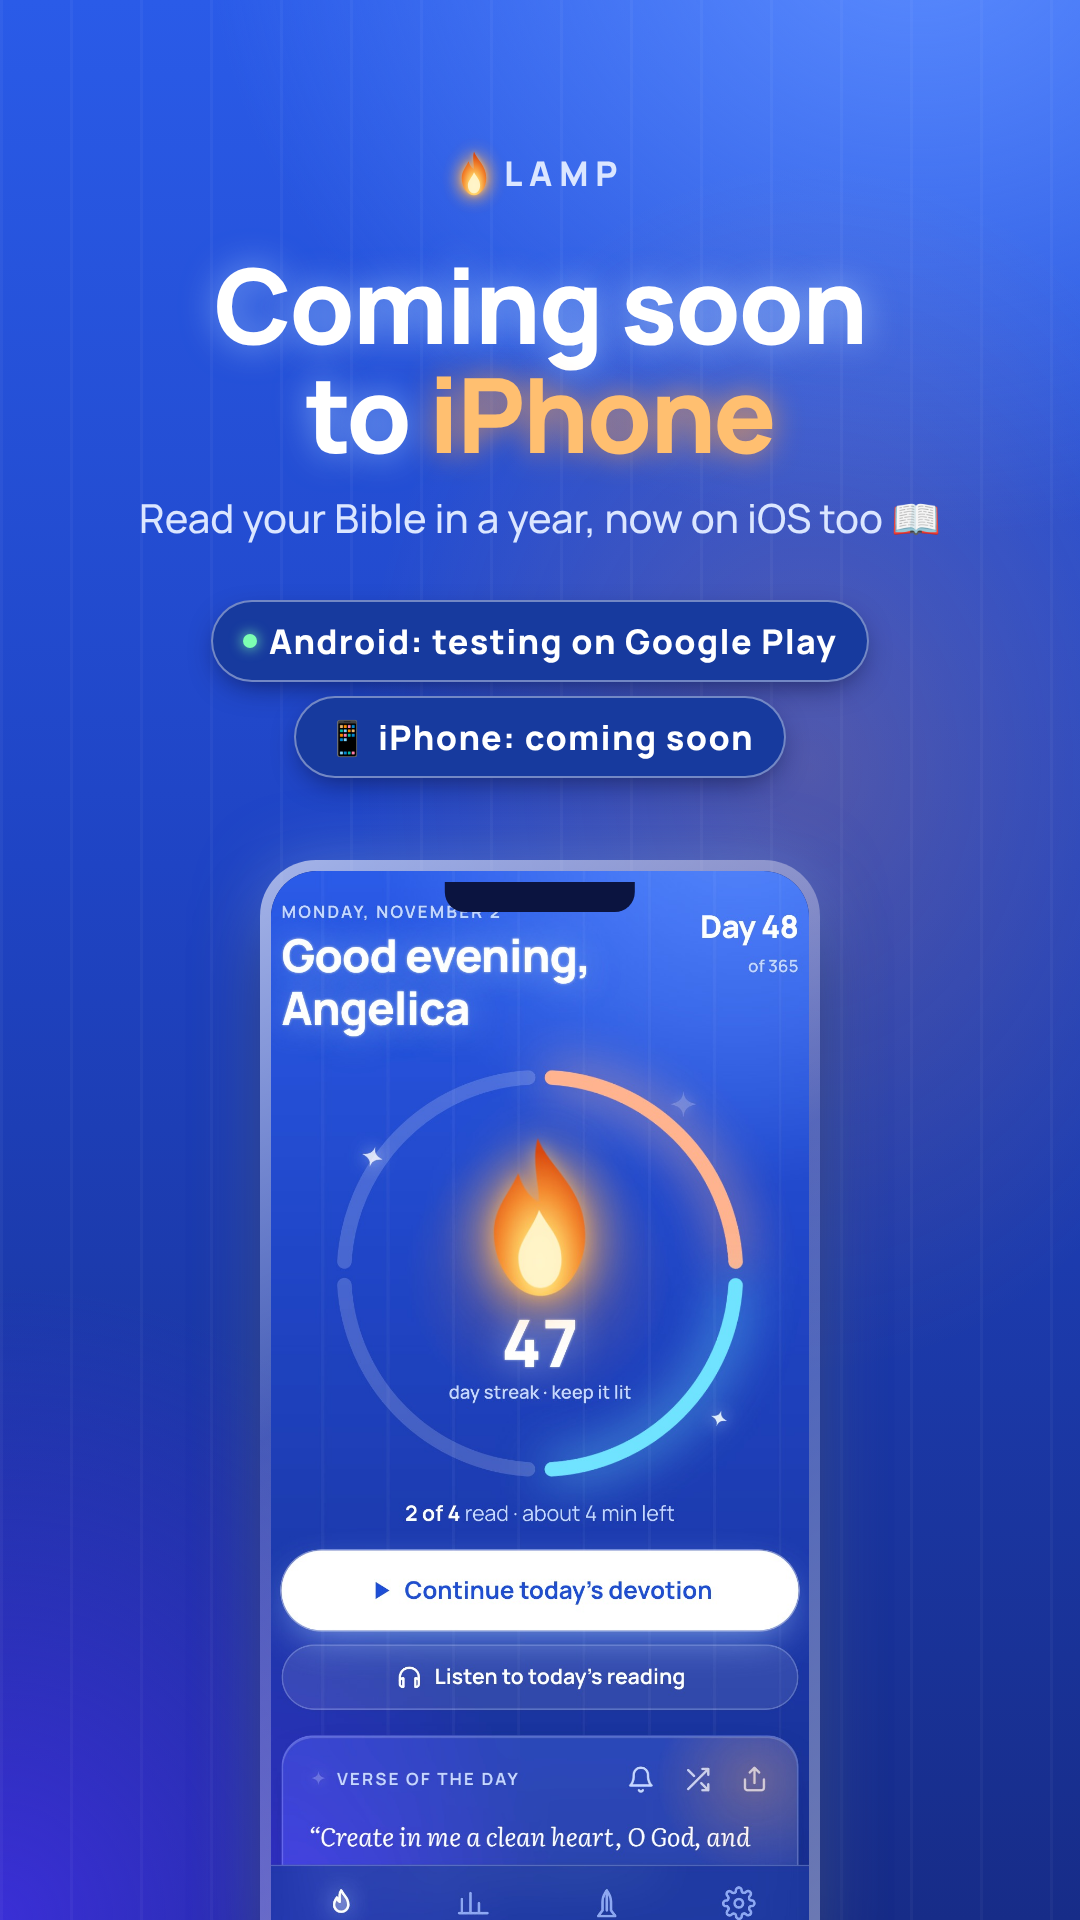 LAMP
Coming soon
to iPhone
Read your Bible in a year, now on iOS too
Android: testing on Google Play
iPhone: coming soon
MONDAY, NOVEMBER 2
Day 48
of 365
Good evening,
Angelica
47
day streak · keep it lit
2 of 4 read · about 4 min left
Continue today's devotion
Listen to today's reading
VERSE OF THE DAY
“Create in me a clean heart, O God, and